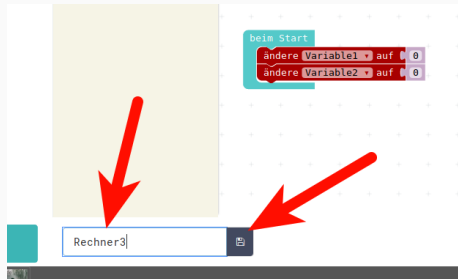 beim Start
ändere Variable1 auf 0
ändere Variable2 auf 0
Rechner3